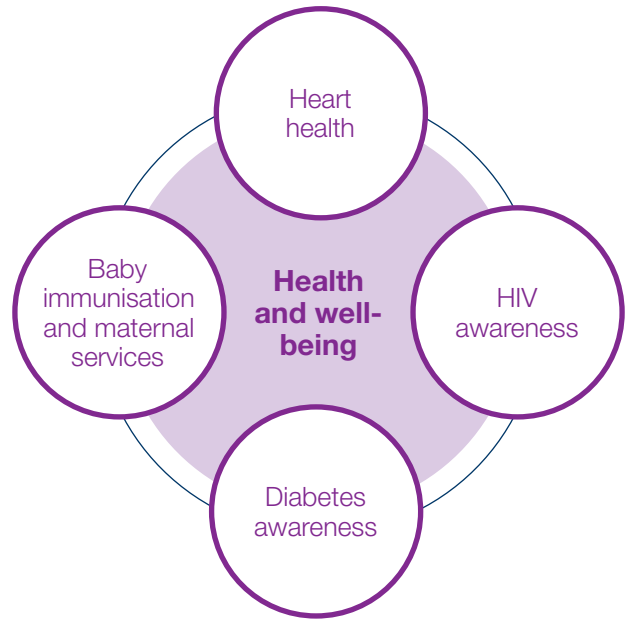 Heart
health
Baby
immunisation
and maternal
services
Health
and well-
being
HIV
awareness
Diabetes
awareness